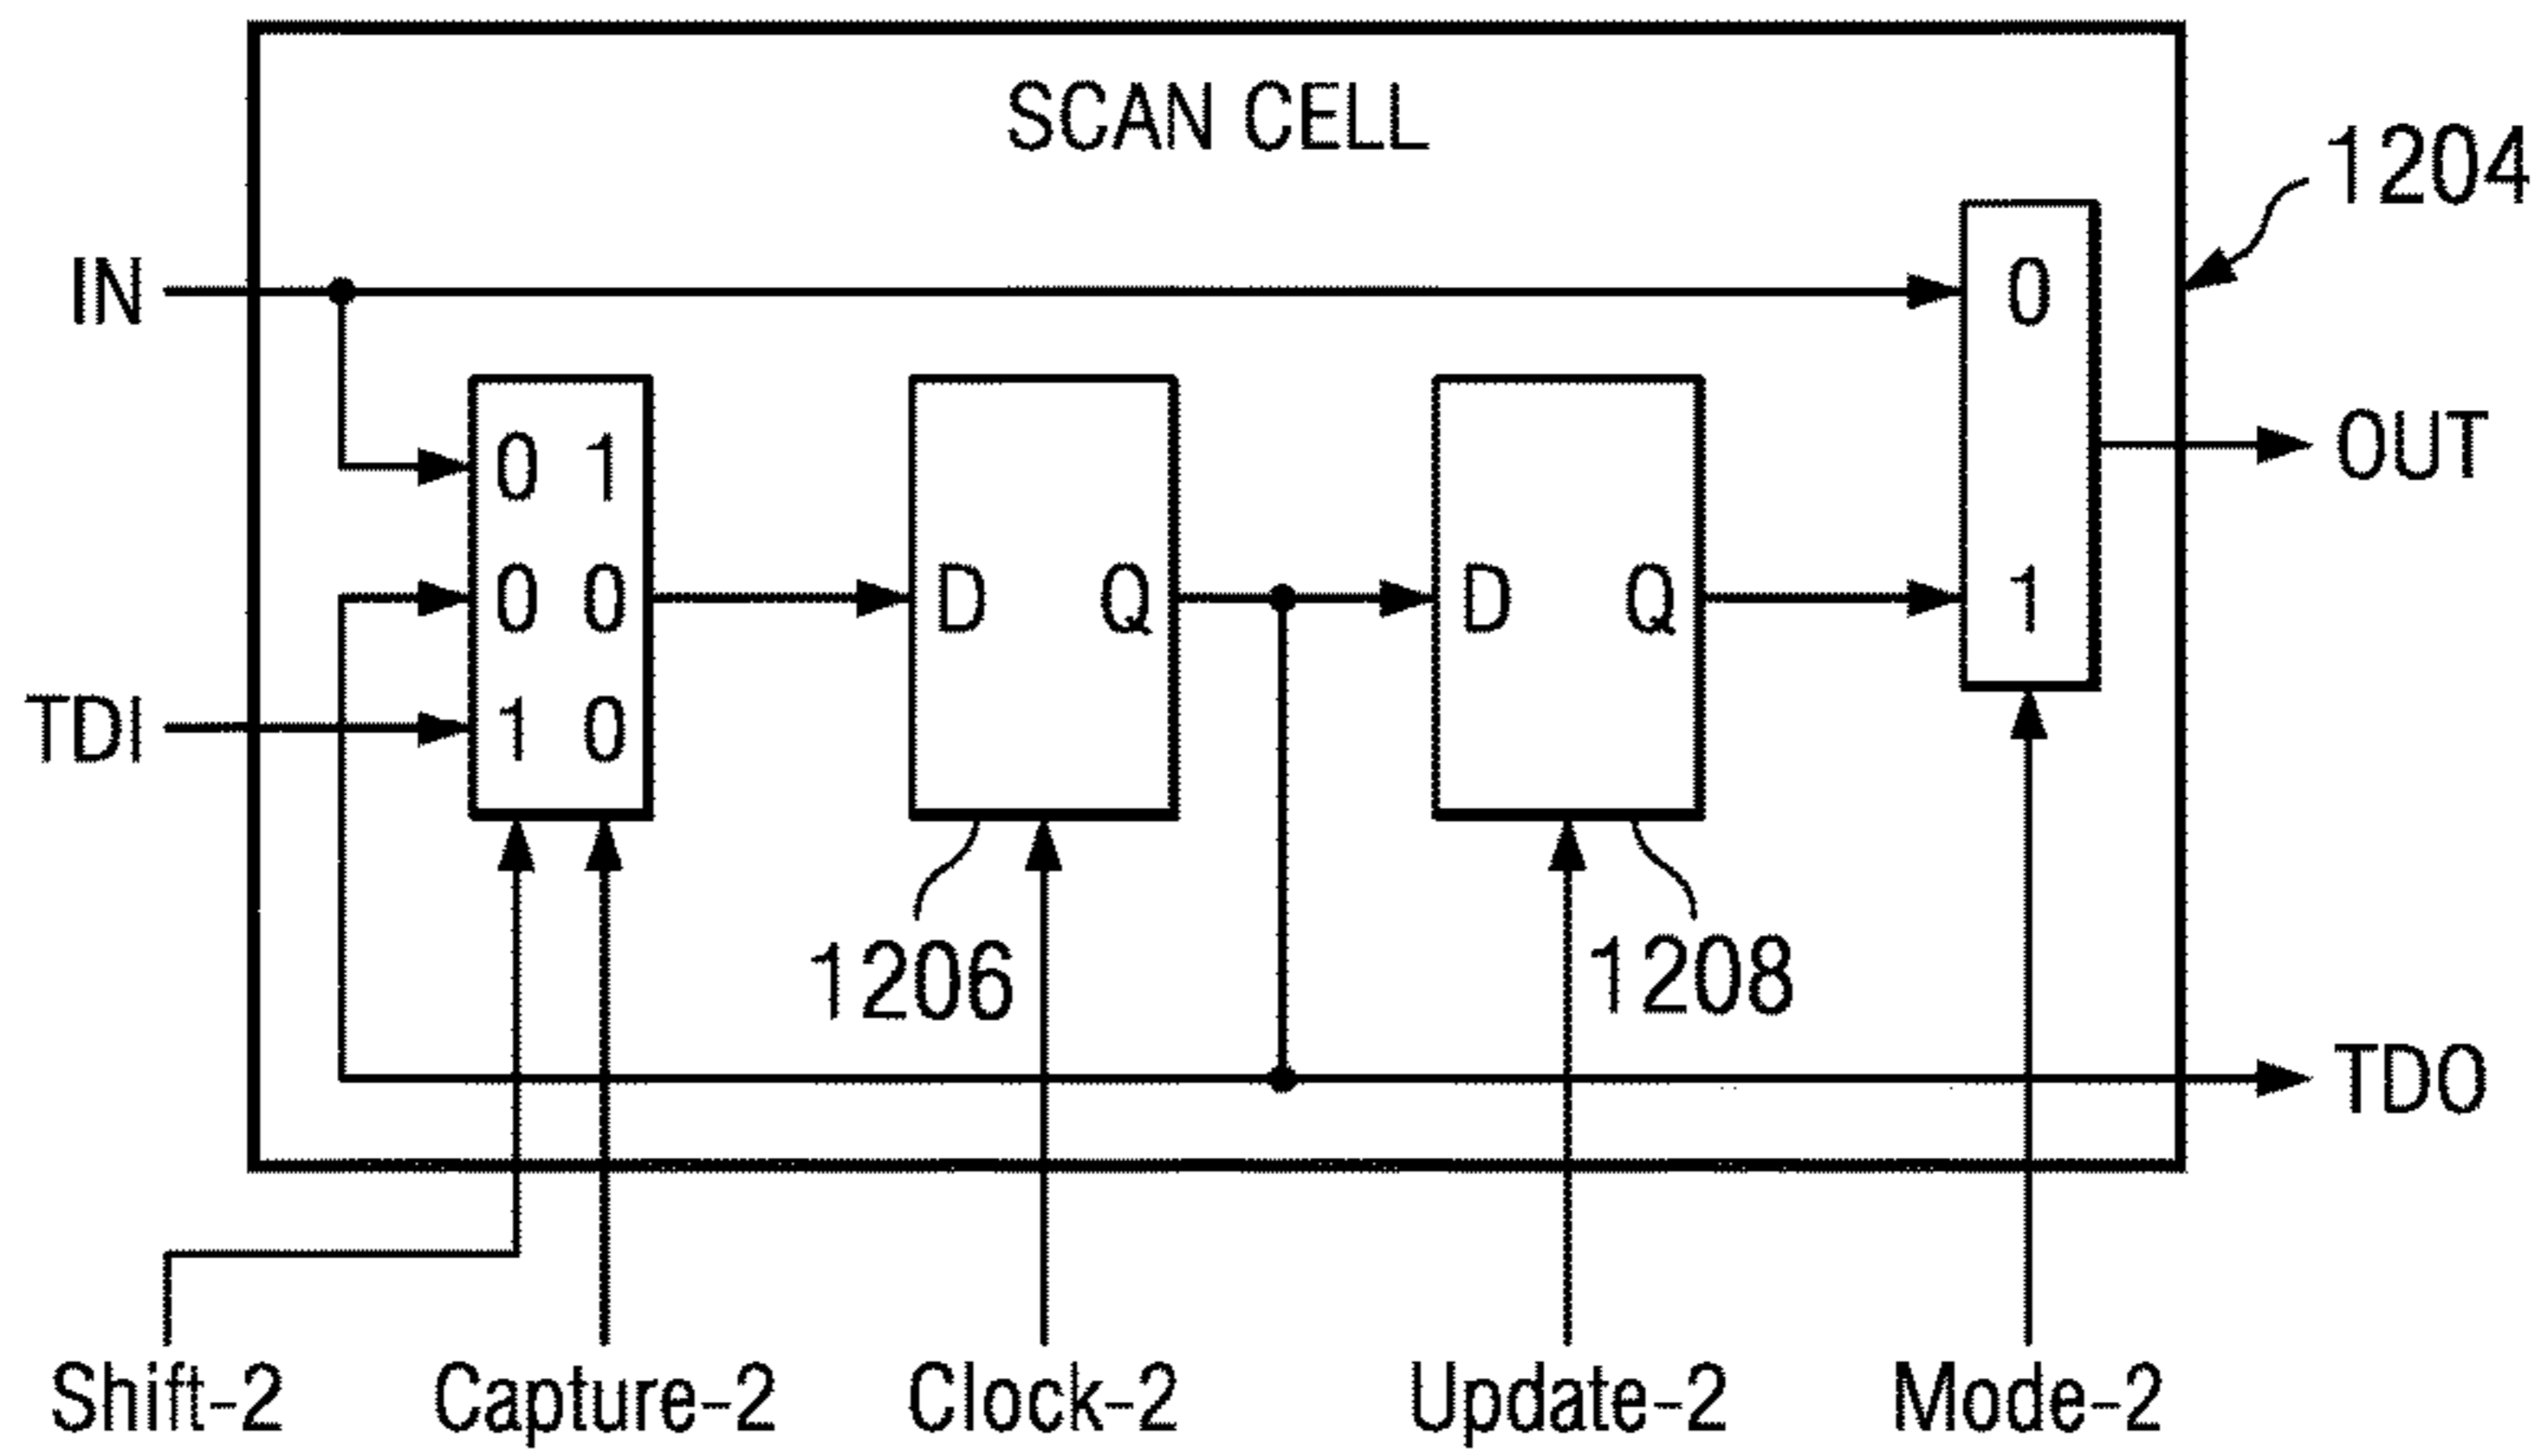 SCAN CELL
1204
IN
0
0 1
OUT
0 0
D Q
D Q
1
TDI
1 0
1206
1208
TDO
Shift-2
Capture-2
Clock-2
Update-2
Mode-2